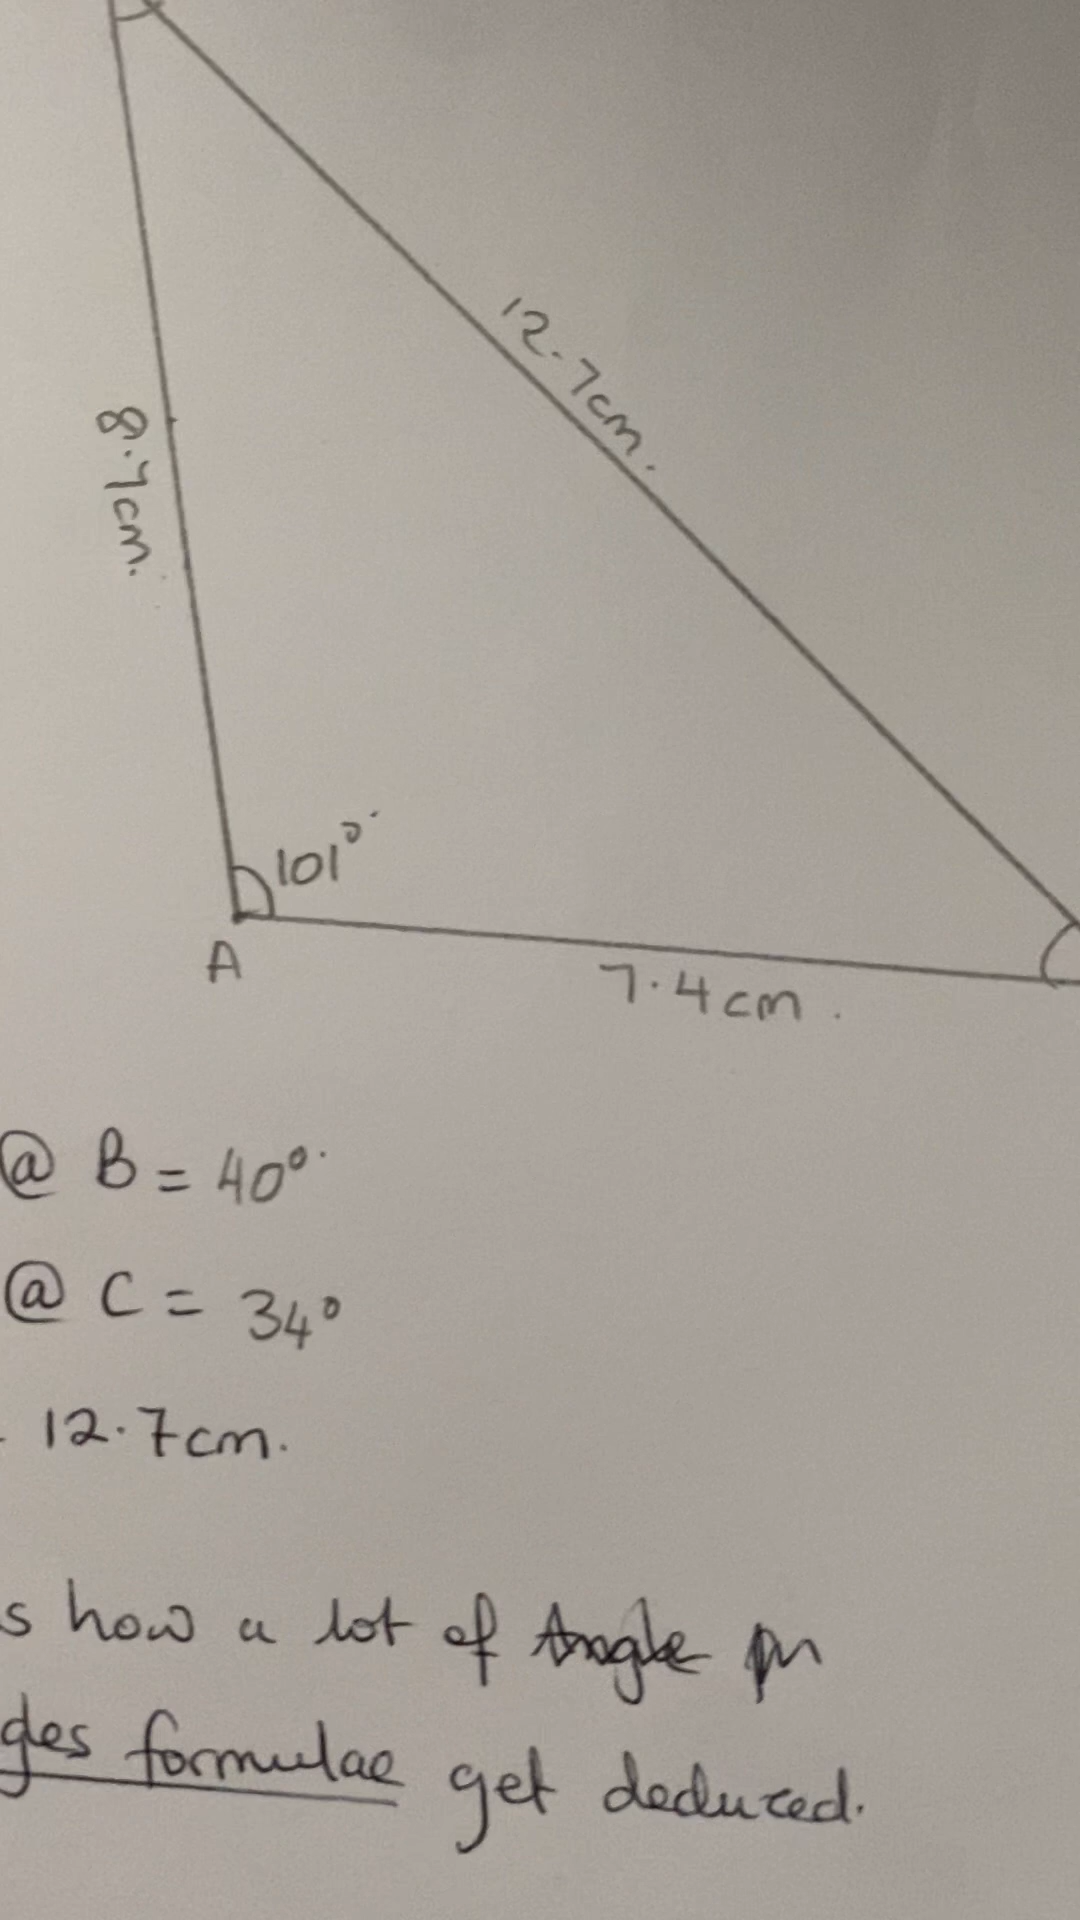 12.7cm.
8.7cm.
101°
A
7.4cm.
@ B = 40°.
@ C = 34°
12.7cm.
s how a lot of Angle
gles formulae get deduced.